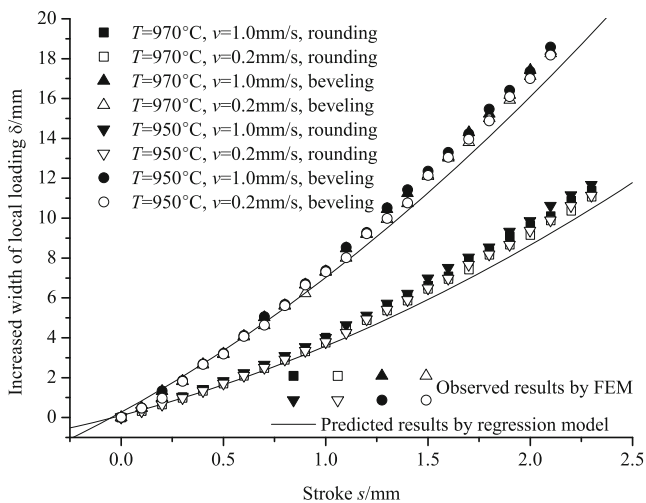 20
18
16
14
12
10
8
6
4
2
0
Increased width of local loading δ/mm
T=970°C, v=1.0mm/s, rounding
T=970°C, v=0.2mm/s, rounding
T=970°C, v=1.0mm/s, beveling
T=970°C, v=0.2mm/s, beveling
T=950°C, v=1.0mm/s, rounding
T=950°C, v=0.2mm/s, rounding
T=950°C, v=1.0mm/s, beveling
T=950°C, v=0.2mm/s, beveling
Observed results by FEM
Predicted results by regression model
0.0 0.5 1.0 1.5 2.0 2.5
Stroke s/mm